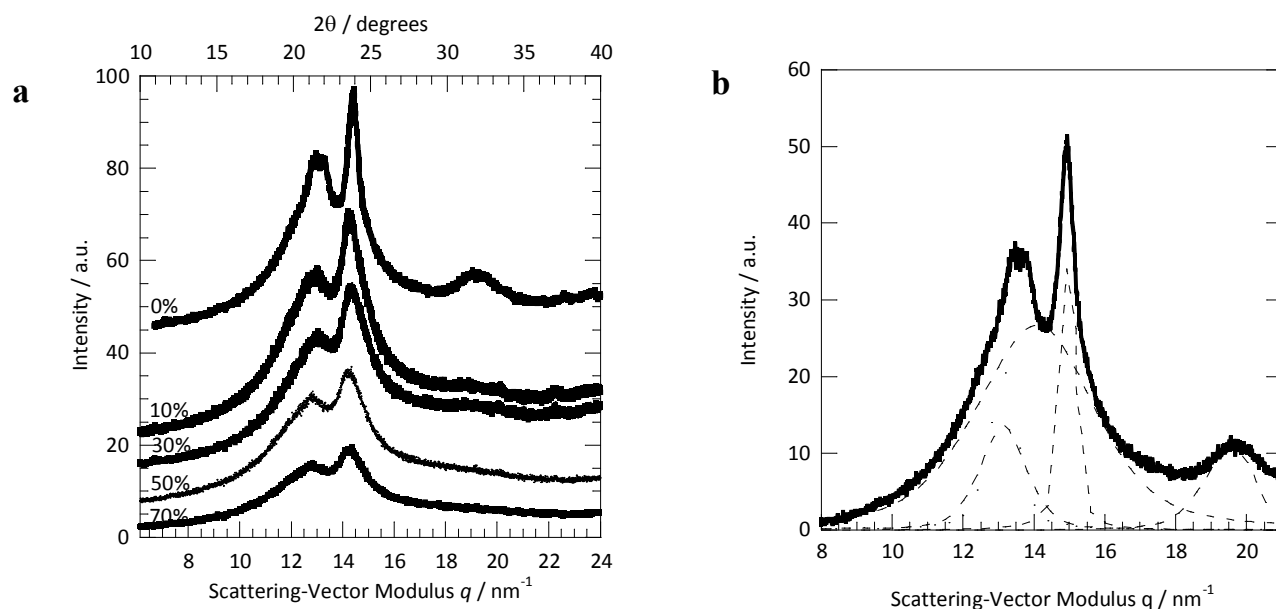 a
2θ / degrees
10 15 20 25 30 35 40
100
80
60
40
20
0
Intensity / a.u.
0%
10%
30%
50%
70%
8 10 12 14 16 18 20 22 24
Scattering-Vector Modulus q / nm⁻¹
b
60
50
40
30
20
10
0
Intensity / a.u.
8 10 12 14 16 18 20
Scattering-Vector Modulus q / nm⁻¹